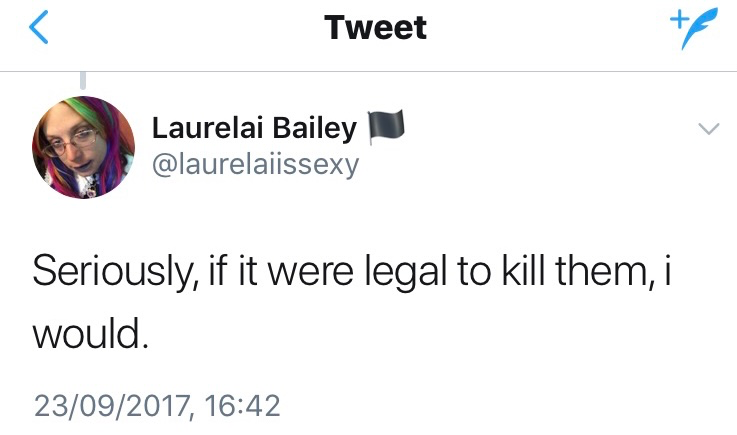 Tweet
Laurelai Bailey 🏴
@laurelaiissexy
Seriously, if it were legal to kill them, i
would.
23/09/2017, 16:42